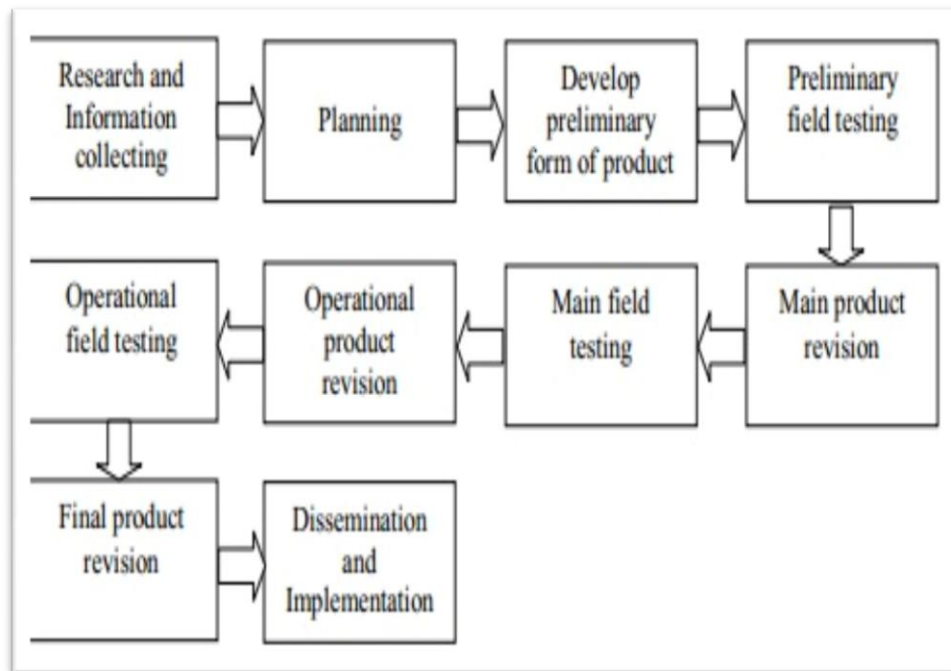 Research and
Information
collecting
Planning
Develop
preliminary
form of product
Preliminary
field testing
Main product
revision
Main field
testing
Operational
product
revision
Operational
field testing
Final product
revision
Dissemination
and
Implementation